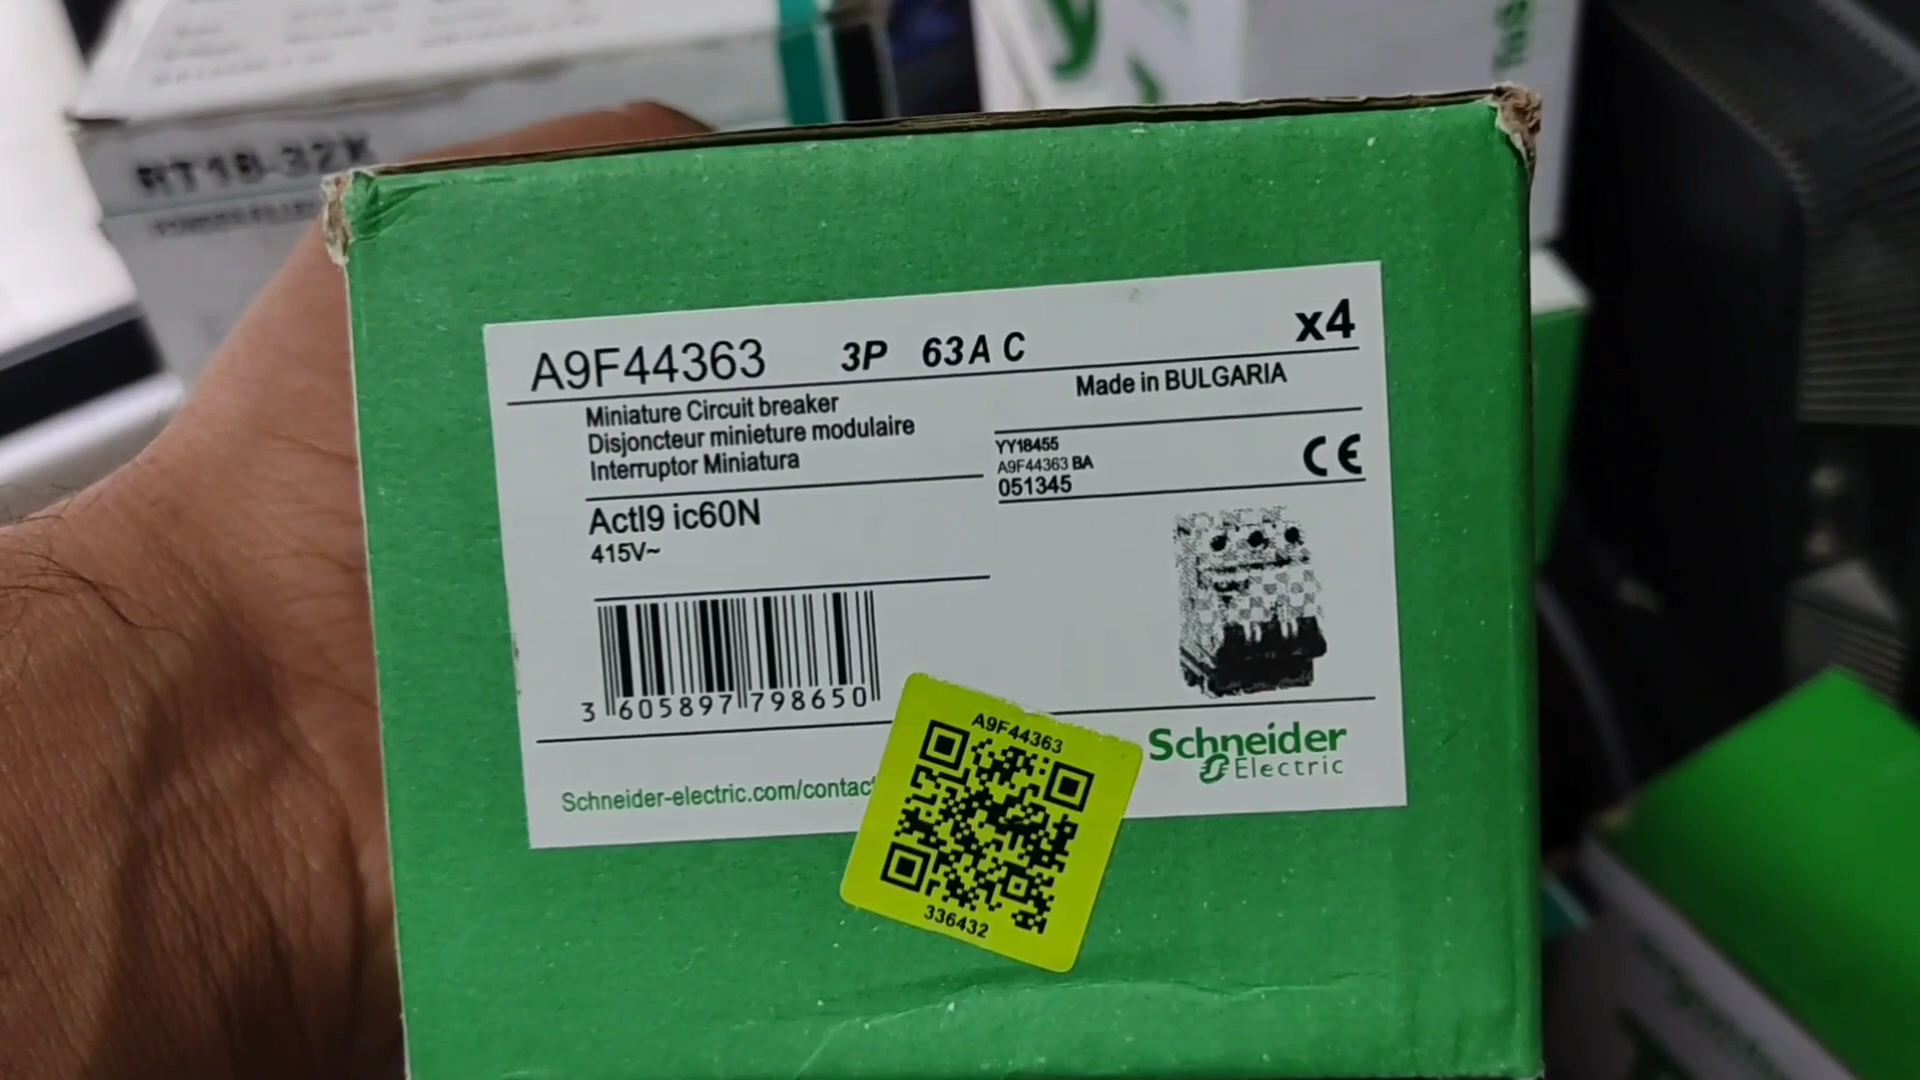 RT18-32X
A9F44363 3P 63A C x4
Made in BULGARIA
Miniature Circuit breaker
Disjoncteur minieture modulaire
Interruptor Miniatura
YY18455
A9F44363 BA
051345
CE
ActI9 ic60N
415V~
3 605897 798650
Schneider-electric.com/contact
Schneider
Electric
A9F44363
336432